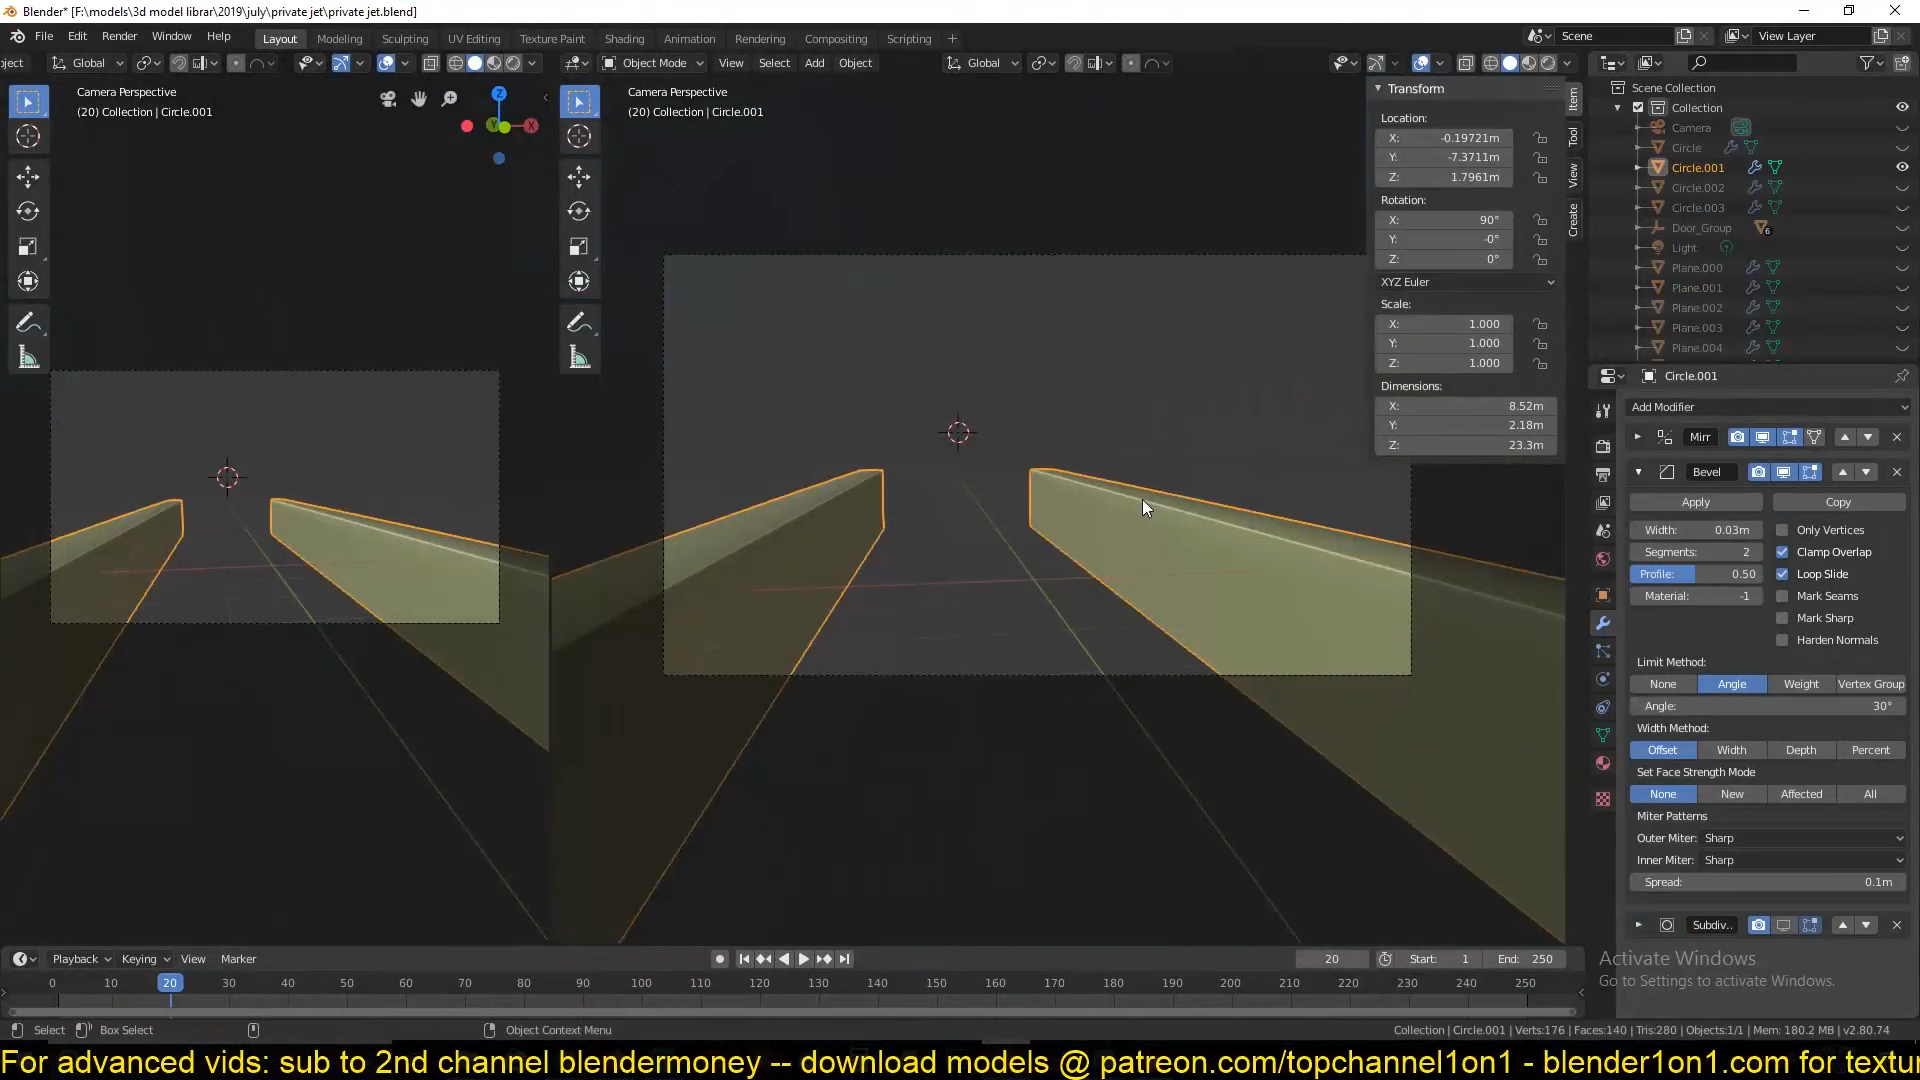 Blender* [F:\models\3d model librar\2019\july\private jet\private jet.blend]
File Edit Render Window Help
Layout Modeling Sculpting UV Editing Texture Paint Shading Animation Rendering Compositing Scripting
Scene
View Layer
ject Global
Object Mode View Select Add Object Global
Camera Perspective
(20) Collection | Circle.001
Z
Y
X
Camera Perspective
(20) Collection | Circle.001
Transform
Location:
X: -0.19721m
Y: -7.3711m
Z: 1.7961m
Rotation:
X: 90°
Y: -0°
Z: 0°
XYZ Euler
Scale:
X: 1.000
Y: 1.000
Z: 1.000
Dimensions:
X: 8.52m
Y: 2.18m
Z: 23.3m
Item
Tool
View
Create
Scene Collection
Collection
Camera
Circle
Circle.001
Circle.002
Circle.003
Door_Group 6
Light
Plane.000
Plane.001
Plane.002
Plane.003
Plane.004
Circle.001
Add Modifier
Mirr
Bevel
Apply Copy
Width: 0.03m Only Vertices
Segments: 2 Clamp Overlap
Profile: 0.50 Loop Slide
Material: -1 Mark Seams
Mark Sharp
Harden Normals
Limit Method:
None Angle Weight Vertex Group
Angle: 30°
Width Method:
Offset Width Depth Percent
Set Face Strength Mode
None New Affected All
Miter Patterns
Outer Miter: Sharp
Inner Miter: Sharp
Spread: 0.1m
Subdiv..
Activate Windows
Go to Settings to activate Windows.
Playback Keying View Marker
20 Start: 1 End: 250
0 10 20 30 40 50 60 70 80 90 100 110 120 130 140 150 160 170 180 190 200 210 220 230 240 250
Select Box Select Object Context Menu
Collection | Circle.001 | Verts:176 | Faces:140 | Tris:280 | Objects:1/1 | Mem: 180.2 MB | v2.80.74
For advanced vids: sub to 2nd channel blendermoney -- download models @ patreon.com/topchannel1on1 - blender1on1.com for textur